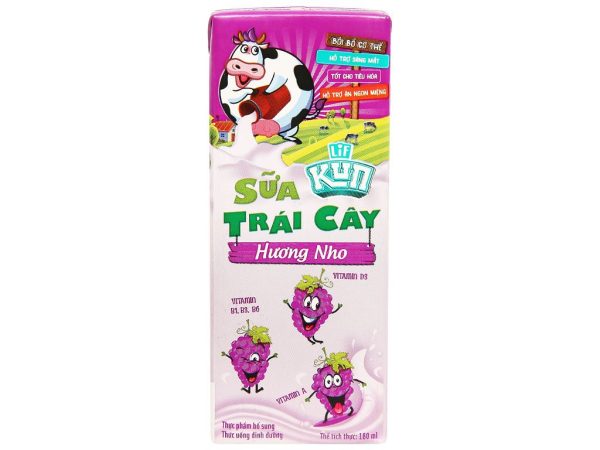 BỒI BỔ CƠ THỂ
HỖ TRỢ SÁNG MẮT
TỐT CHO TIÊU HÓA
HỖ TRỢ ĂN NGON MIỆNG
LiF
KUN
SỮA
TRÁI CÂY
Hương Nho
VITAMIN D3
VITAMIN
B1, B3, B6
VITAMIN A
Thực phẩm bổ sung
Thức uống dinh dưỡng
Thể tích thực: 180 ml